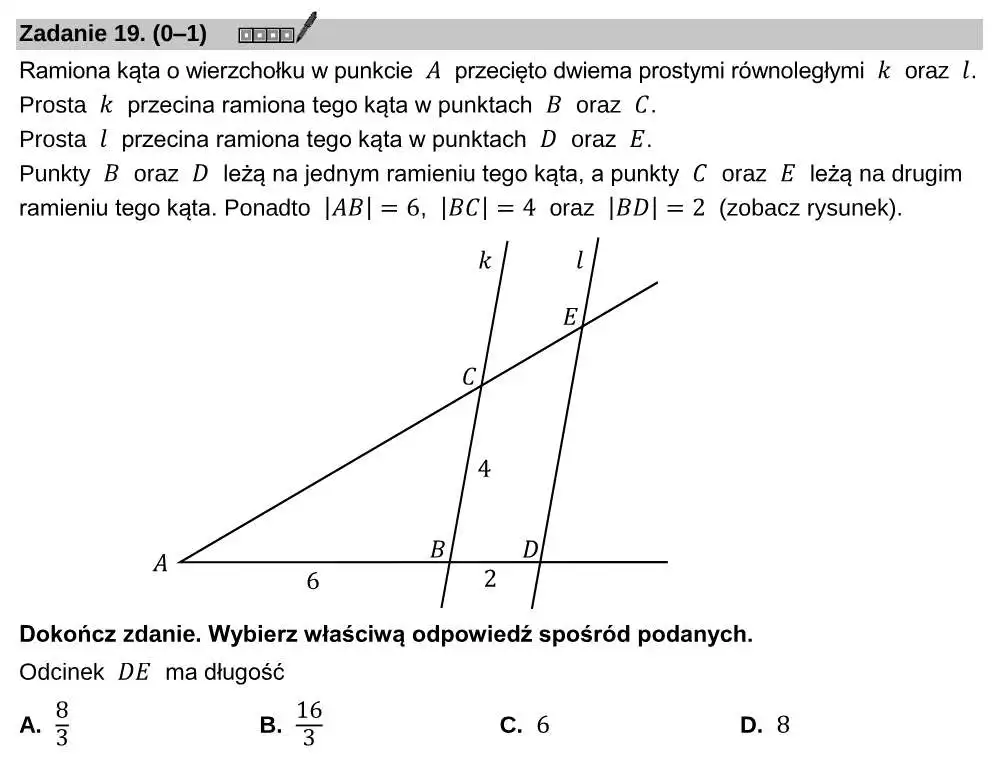 Zadanie 19. (0–1)
Ramiona kąta o wierzchołku w punkcie A przecięto dwiema prostymi równoległymi k oraz l.
Prosta k przecina ramiona tego kąta w punktach B oraz C.
Prosta l przecina ramiona tego kąta w punktach D oraz E.
Punkty B oraz D leżą na jednym ramieniu tego kąta, a punkty C oraz E leżą na drugim
ramieniu tego kąta. Ponadto |AB| = 6, |BC| = 4 oraz |BD| = 2 (zobacz rysunek).
k l
E
C
4
B D
A
6 2
Dokończ zdanie. Wybierz właściwą odpowiedź spośród podanych.
Odcinek DE ma długość
A. 8/3 B. 16/3 C. 6 D. 8